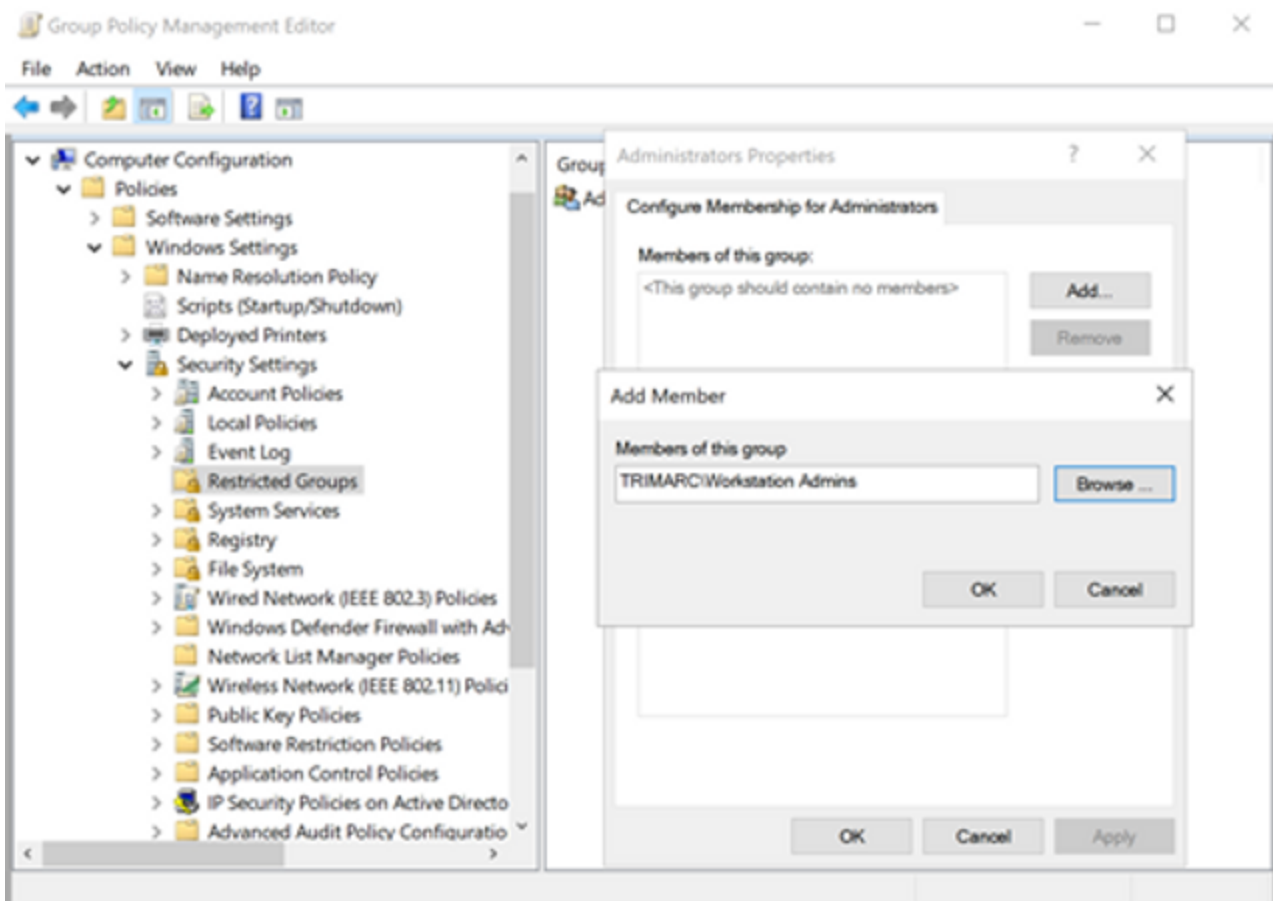 Group Policy Management Editor
File Action View Help
Computer Configuration
Policies
Software Settings
Windows Settings
Name Resolution Policy
Scripts (Startup/Shutdown)
Deployed Printers
Security Settings
Account Policies
Local Policies
Event Log
Restricted Groups
System Services
Registry
File System
Wired Network (IEEE 802.3) Policies
Windows Defender Firewall with Adv
Network List Manager Policies
Wireless Network (IEEE 802.11) Polici
Public Key Policies
Software Restriction Policies
Application Control Policies
IP Security Policies on Active Directo
Advanced Audit Policy Configuratio
Group
Ad
Administrators Properties
Configure Membership for Administrators
Members of this group:
<This group should contain no members>
Add...
Remove
Add Member
Members of this group
TRIMARC\Workstation Admins
Browse ...
OK Cancel
OK Cancel Apply